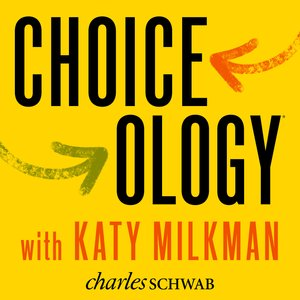 CHOICE
OLOGY
with KATY MILKMAN
charles SCHWAB